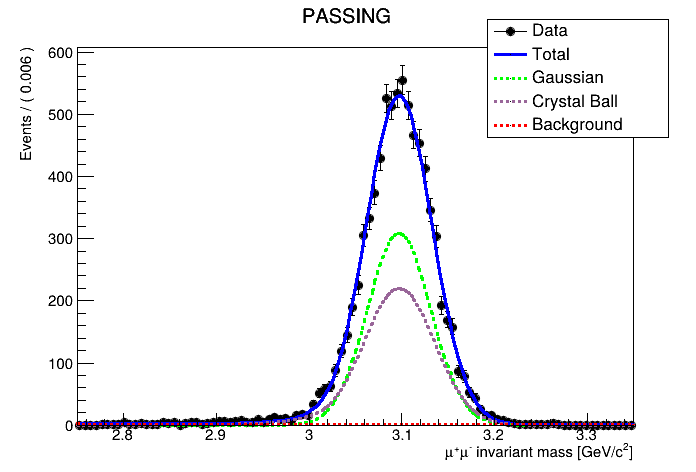 PASSING
Data
Total
Gaussian
Crystal Ball
Background
Events / ( 0.006 )
600
500
400
300
200
100
0
2.8 2.9 3 3.1 3.2 3.3
μ⁺μ⁻ invariant mass [GeV/c²]